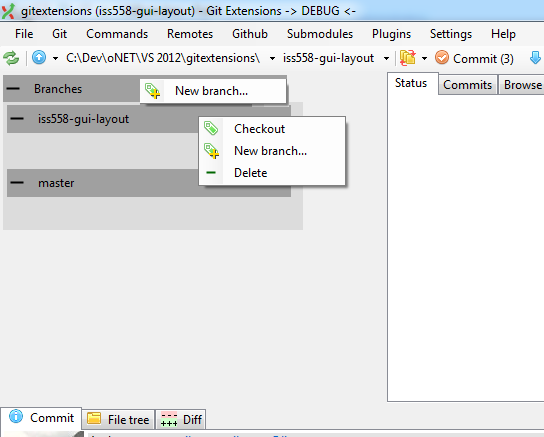 gitextensions (iss558-gui-layout) - Git Extensions -> DEBUG <-
File Git Commands Remotes Github Submodules Plugins Settings Help
C:\Dev\oNET\VS 2012\gitextensions\ iss558-gui-layout Commit (3)
Branches New branch... Status Commits Browse
iss558-gui-layout
Checkout
New branch...
Delete
master
Commit File tree Diff